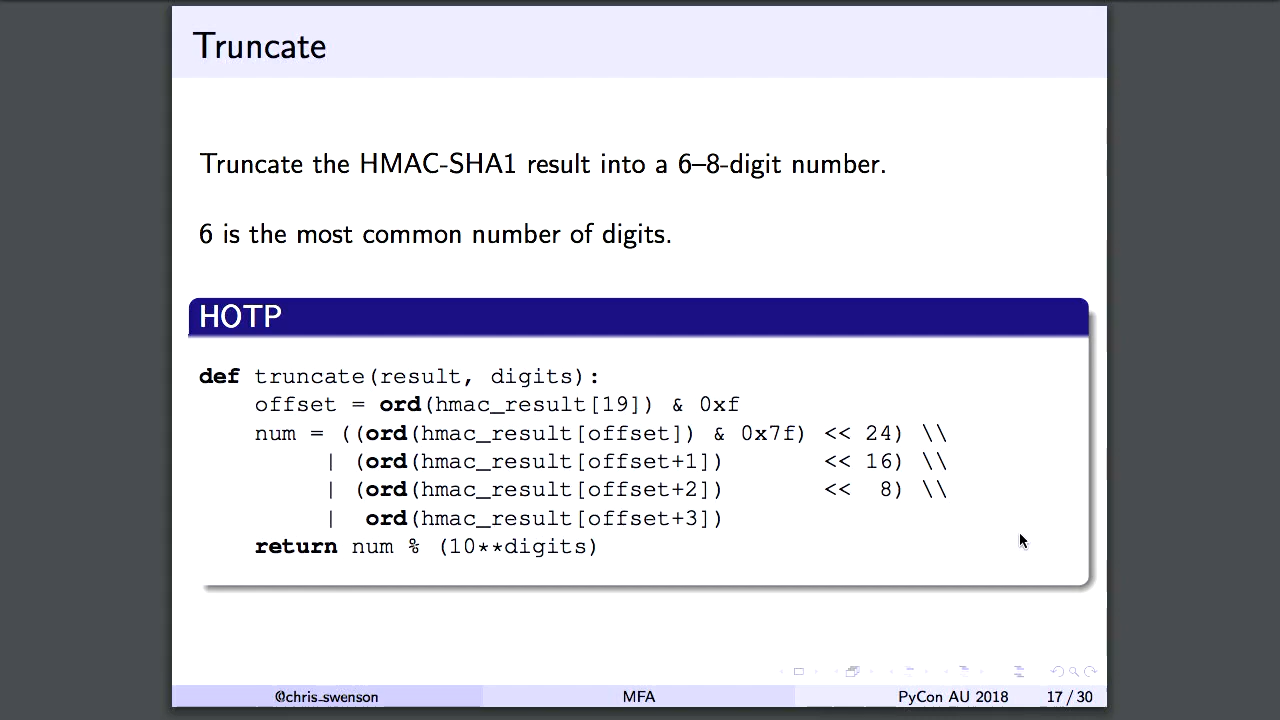 Truncate
Truncate the HMAC-SHA1 result into a 6–8-digit number.
6 is the most common number of digits.
HOTP
def truncate(result, digits):
    offset = ord(hmac_result[19]) & 0xf
    num = ((ord(hmac_result[offset]) & 0x7f) << 24) \\
         | (ord(hmac_result[offset+1])       << 16) \\
         | (ord(hmac_result[offset+2])       <<  8) \\
         |  ord(hmac_result[offset+3])
    return num % (10**digits)
@chris_swenson MFA PyCon AU 2018 17 / 30